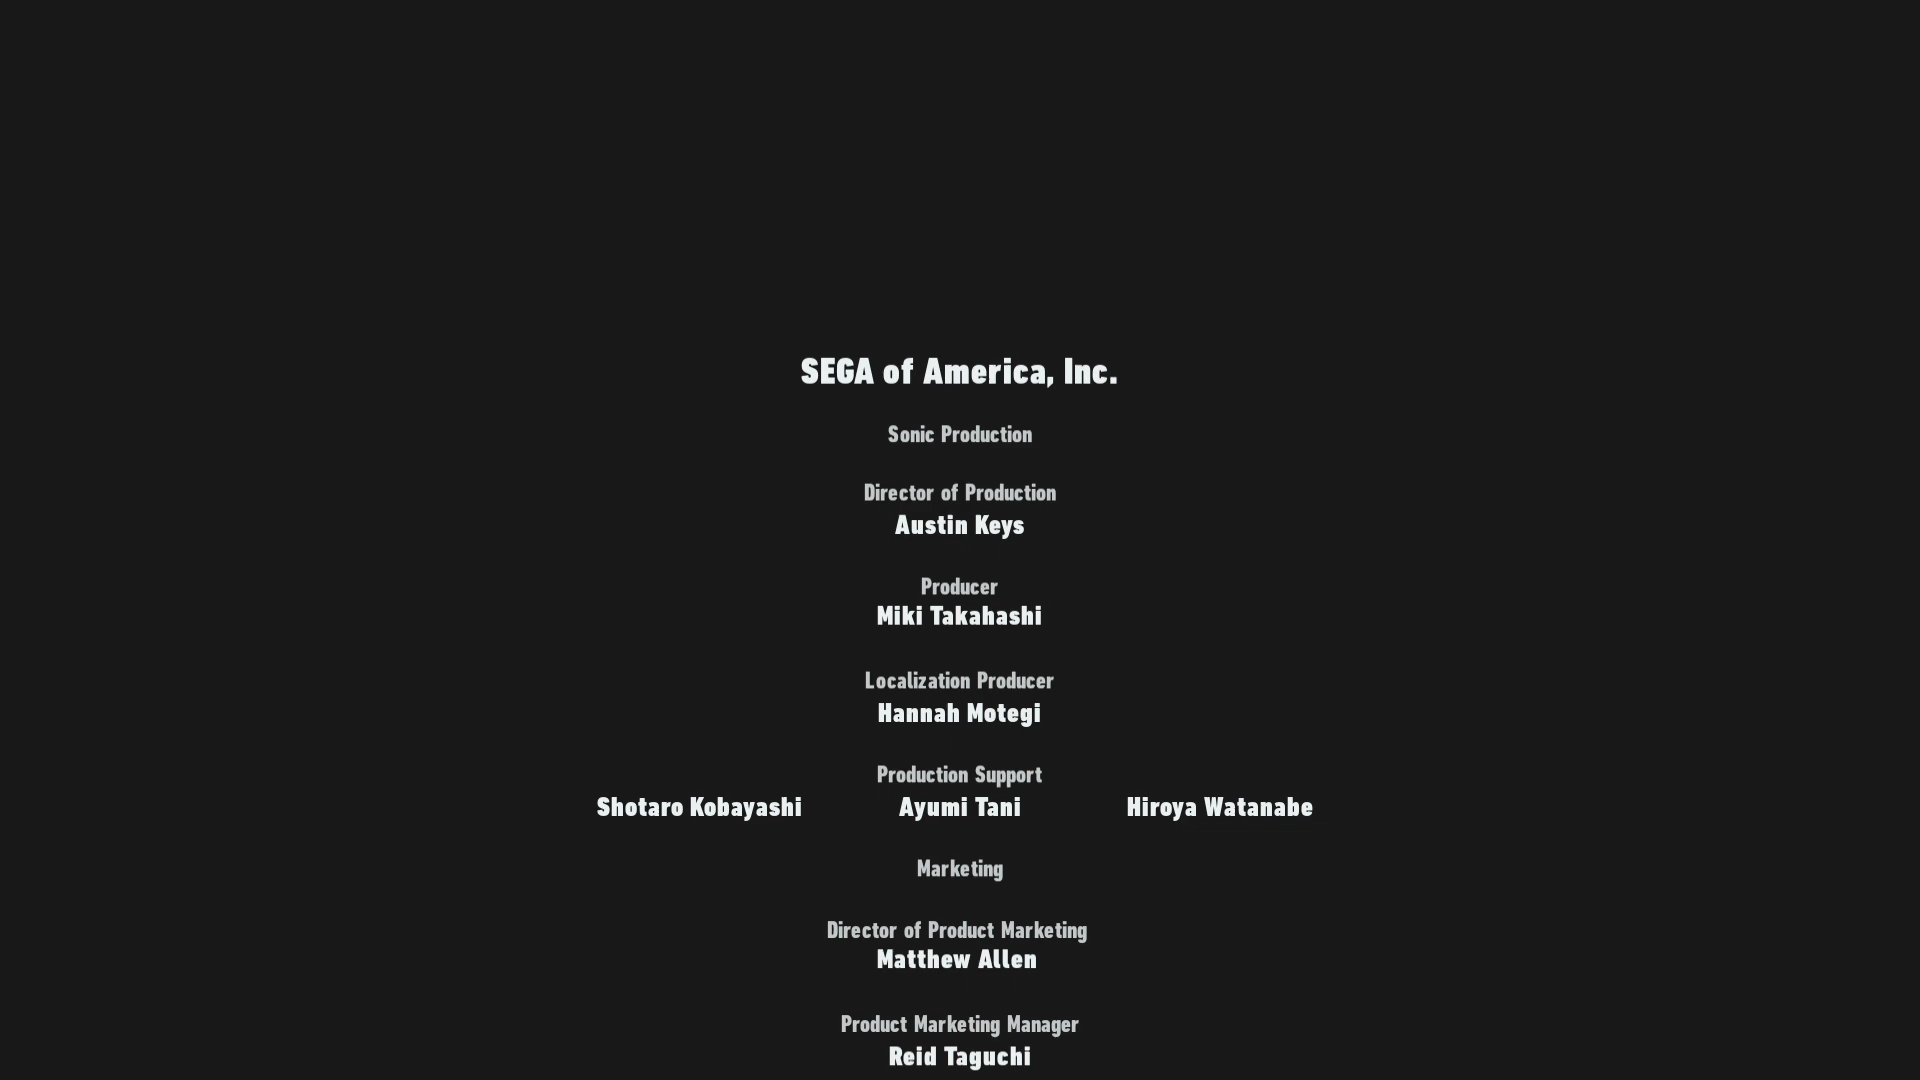 SEGA of America, Inc.
Sonic Production
Director of Production
Austin Keys
Producer
Miki Takahashi
Localization Producer
Hannah Motegi
Production Support
Shotaro Kobayashi Ayumi Tani Hiroya Watanabe
Marketing
Director of Product Marketing
Matthew Allen
Product Marketing Manager
Reid Taguchi